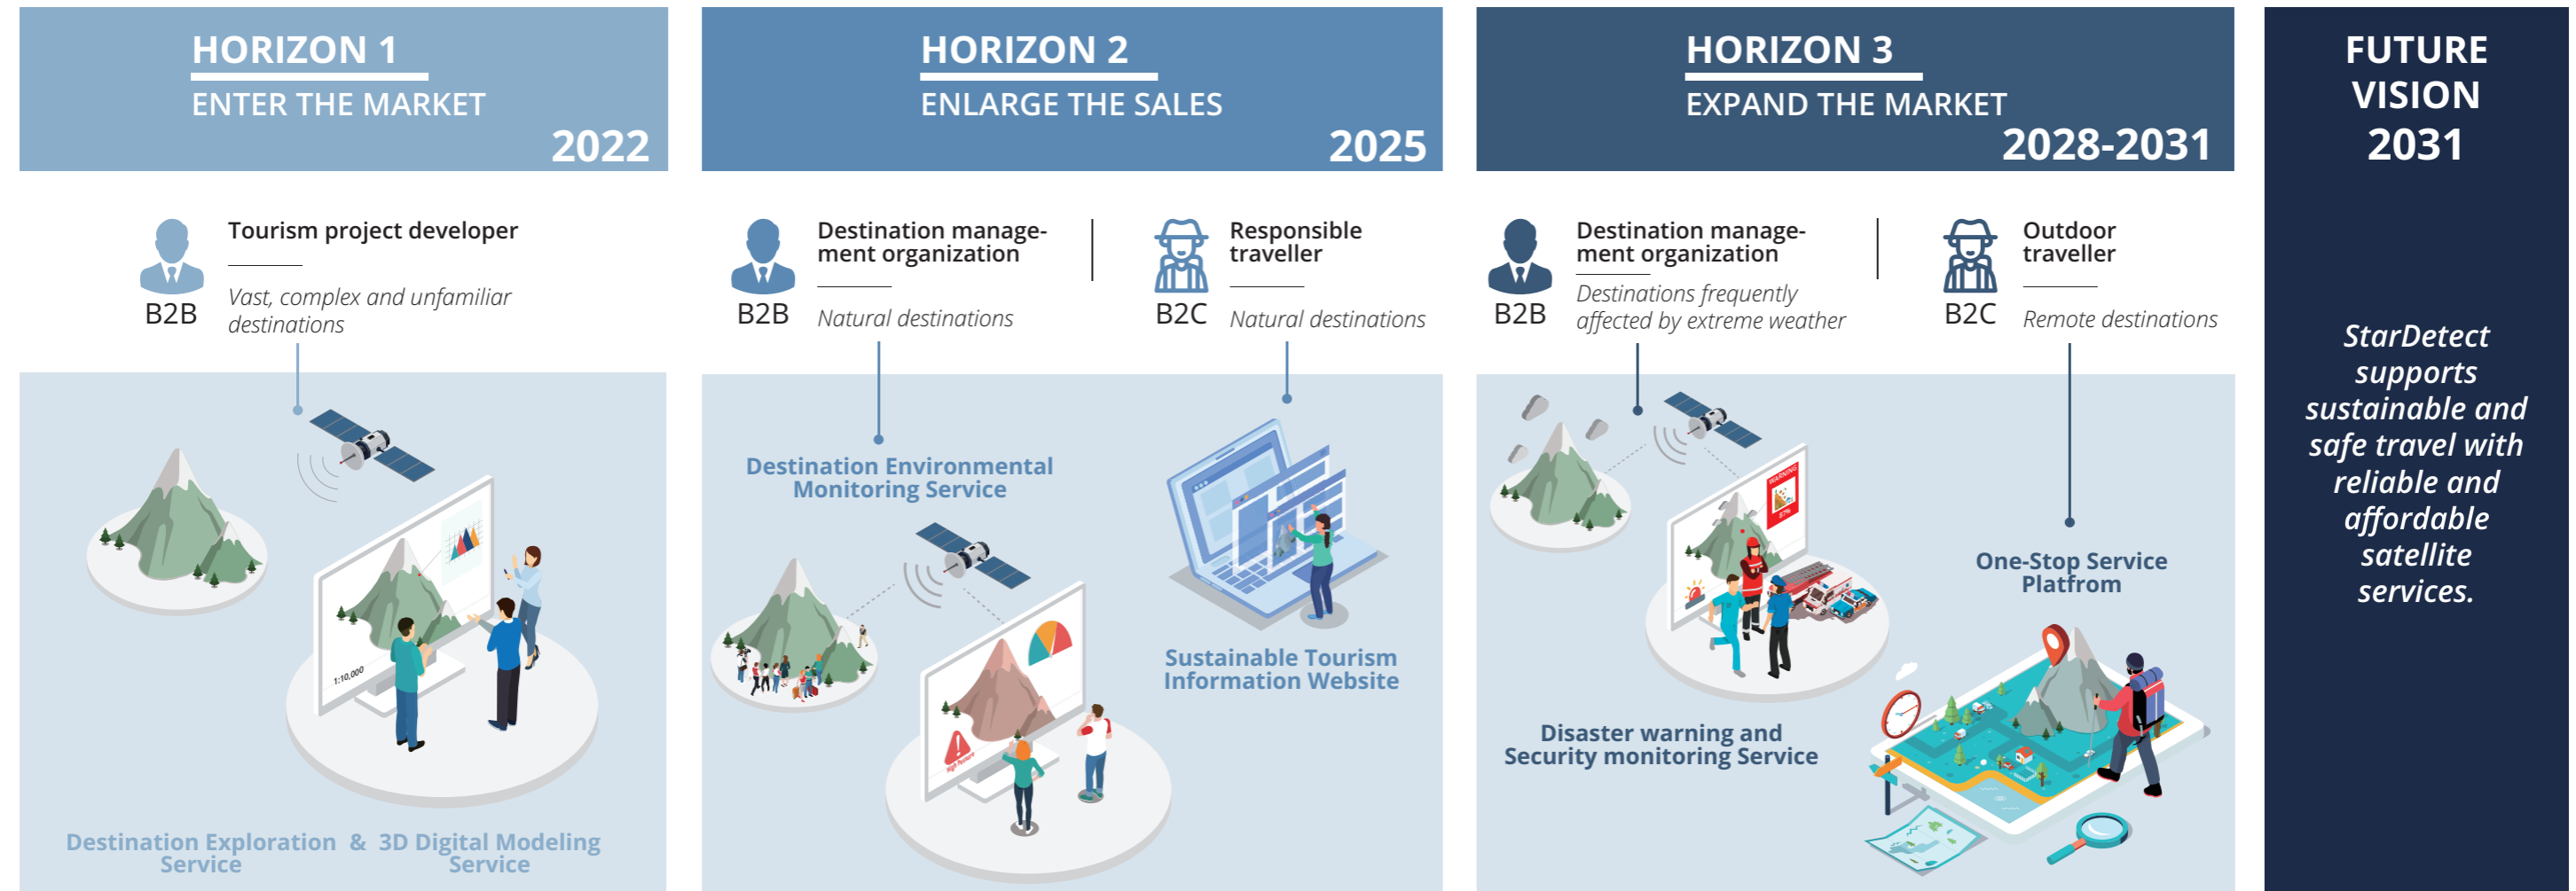 HORIZON 1
ENTER THE MARKET
2022
Tourism project developer
B2B
Vast, complex and unfamiliar
destinations
1:10,000
Destination Exploration & 3D Digital Modeling
Service Service
HORIZON 2
ENLARGE THE SALES
2025
Destination manage-
ment organization
B2B
Natural destinations
Responsible
traveller
B2C
Natural destinations
Destination Environmental
Monitoring Service
Sustainable Tourism
Information Website
HORIZON 3
EXPAND THE MARKET
2028-2031
Destination manage-
ment organization
B2B
Destinations frequently
affected by extreme weather
Outdoor
traveller
B2C
Remote destinations
WARNING
57%
One-Stop Service
Platfrom
Disaster warning and
Security monitoring Service
FUTURE
VISION
2031
StarDetect
supports
sustainable and
safe travel with
reliable and
affordable
satellite
services.